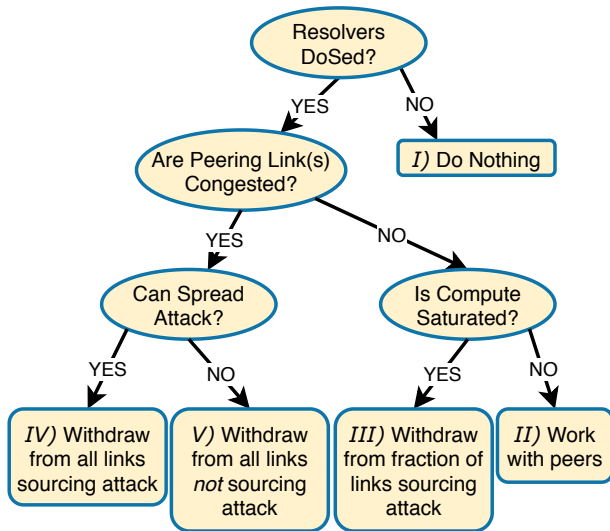 Resolvers
DoSed?
YES
NO
Are Peering Link(s)
Congested?
I) Do Nothing
YES
NO
Can Spread
Attack?
Is Compute
Saturated?
YES
NO
YES
NO
IV) Withdraw
from all links
sourcing attack
V) Withdraw
from all links
not sourcing
attack
III) Withdraw
from fraction of
links sourcing
attack
II) Work
with peers